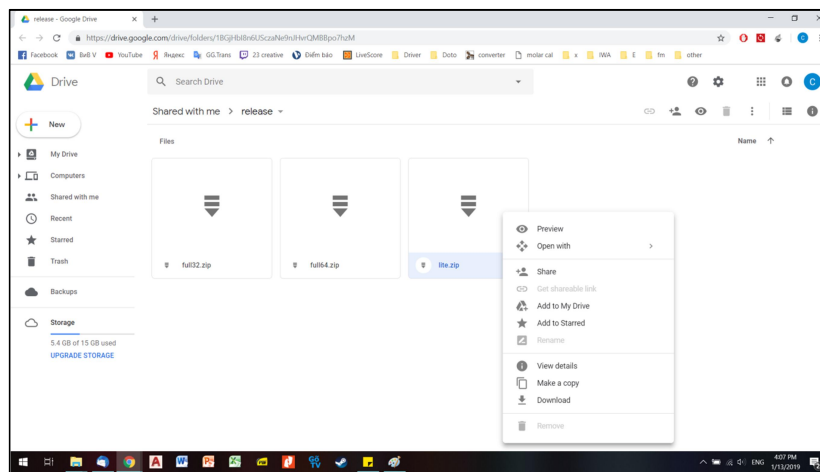 release - Google Drive
https://drive.google.com/drive/folders/
Facebook
ВиБ V
YouTube
Яндекс
GG.Trans
23 creative
Điểm báo
LiveScore
Driver
Doto
converter
molar cal
x
IWA
E
fm
other
Drive
Search Drive
Shared with me > release
New
Files
Name
My Drive
Computers
Shared with me
Recent
Starred
Trash
Backups
Storage
5.4 GB of 15 GB used
UPGRADE STORAGE
full32.zip
full64.zip
lite.zip
Preview
Open with
Share
Get shareable link
Add to My Drive
Add to Starred
Rename
View details
Make a copy
Download
Remove
C
ENG
4:07 PM
1/13/2019